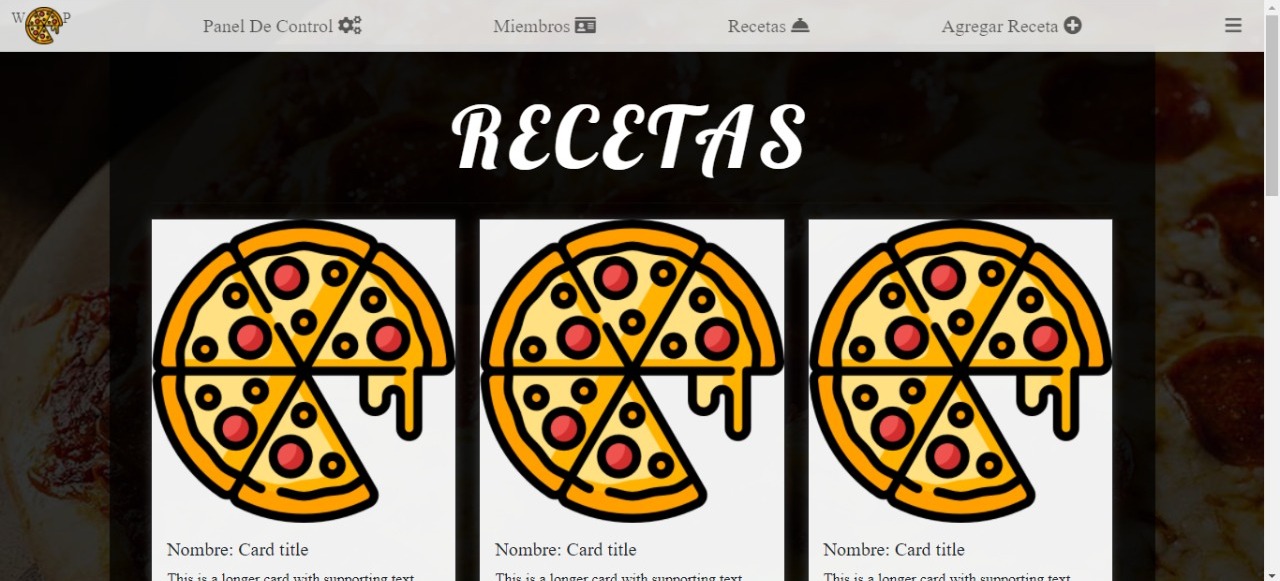 W P
Panel De Control
Miembros
Recetas
Agregar Receta
RECETAS
Nombre: Card title
This is a longer card with supporting text
Nombre: Card title
This is a longer card with supporting text
Nombre: Card title
This is a longer card with supporting text